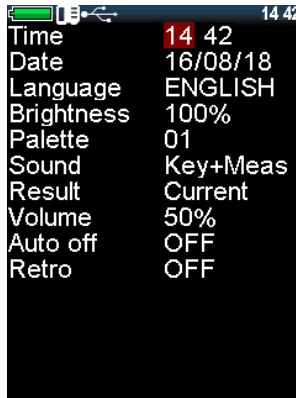 14 42
Time 14 42
Date 16/08/18
Language ENGLISH
Brightness 100%
Palette 01
Sound Key+Meas
Result Current
Volume 50%
Auto off OFF
Retro OFF